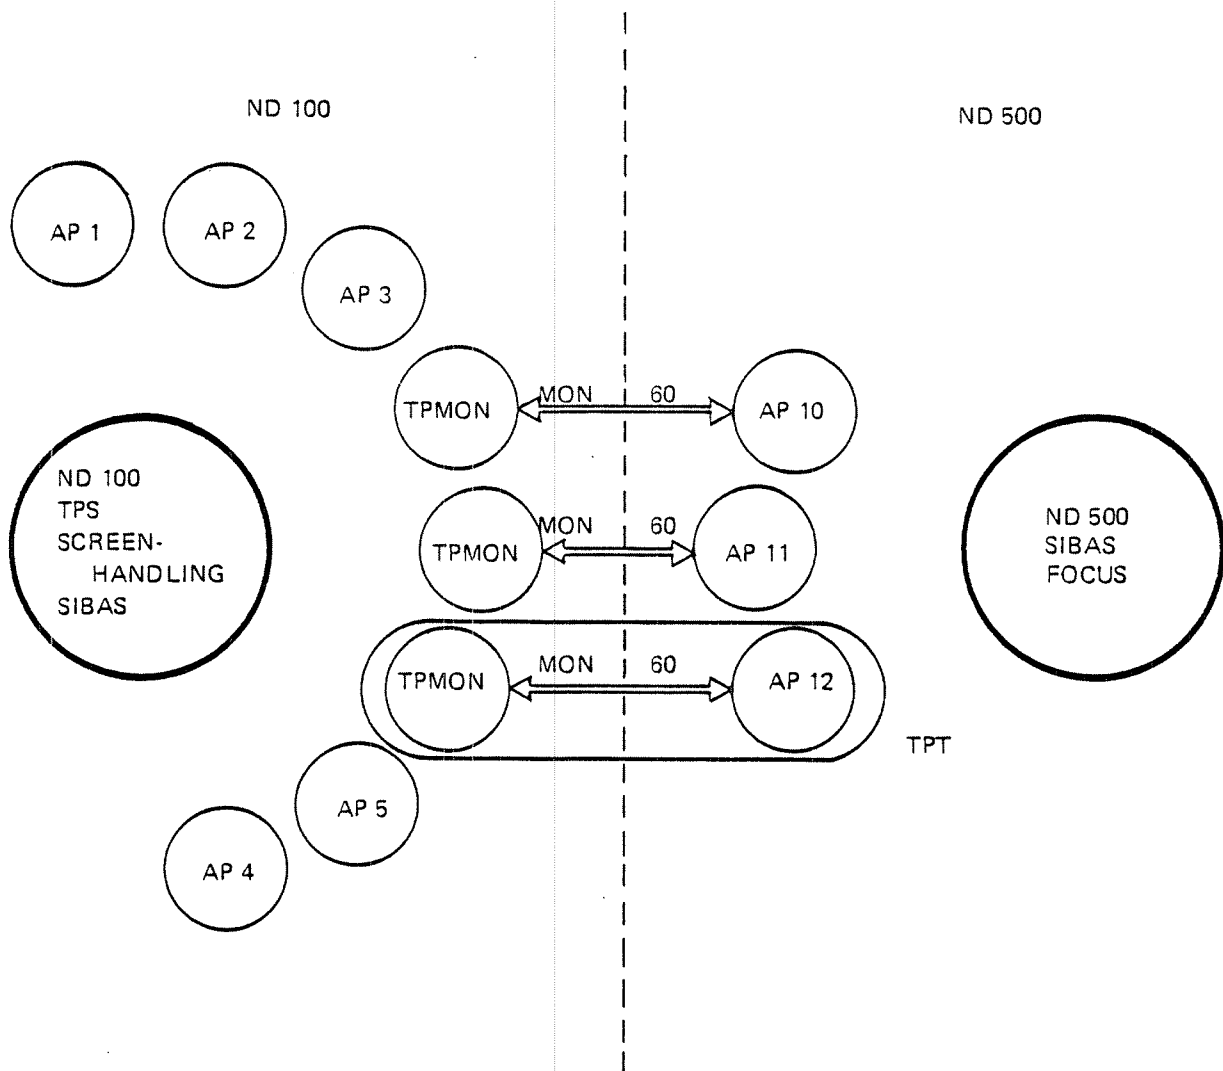 ND 100
ND 500
AP 1
AP 2
AP 3
TPMON
MON 60
AP 10
ND 100
TPS
SCREEN-
HANDLING
SIBAS
TPMON
MON 60
AP 11
ND 500
SIBAS
FOCUS
TPMON
MON 60
AP 12
TPT
AP 5
AP 4